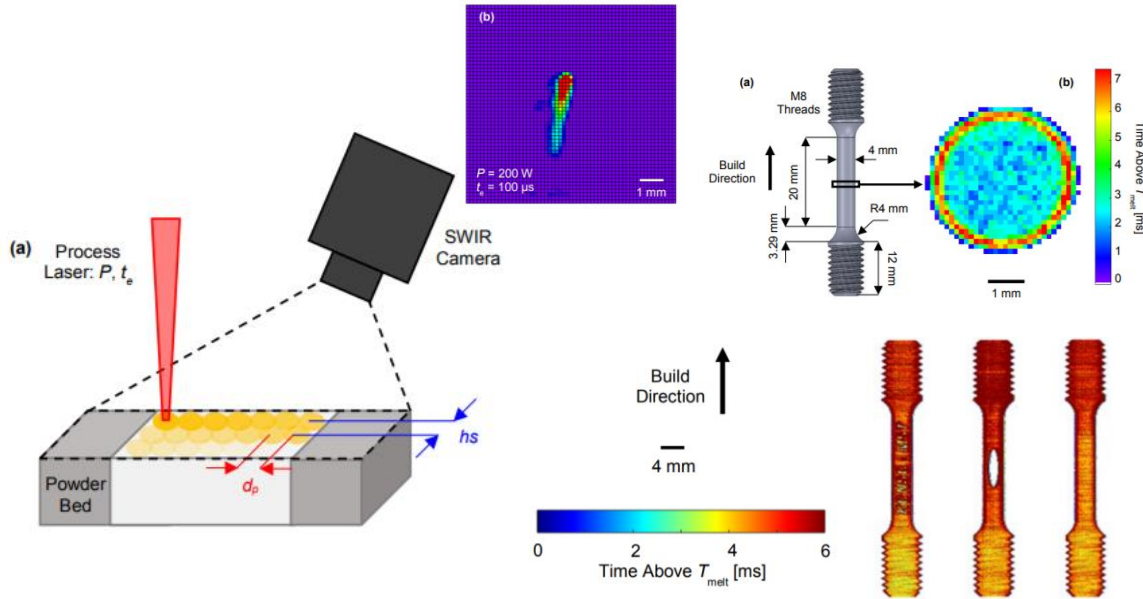 (a)
Process
Laser: P, tₑ
SWIR
Camera
Powder
Bed
dₚ
hs
(b)
P = 200 W
tₑ = 100 µs
1 mm
(a)
M8
Threads
Build
Direction
4 mm
20 mm
R4 mm
3.29 mm
12 mm
(b)
1 mm
7
6
5
4
3
2
1
0
Time Above Tmelt [ms]
Build
Direction
4 mm
0 2 4 6
Time Above Tmelt [ms]